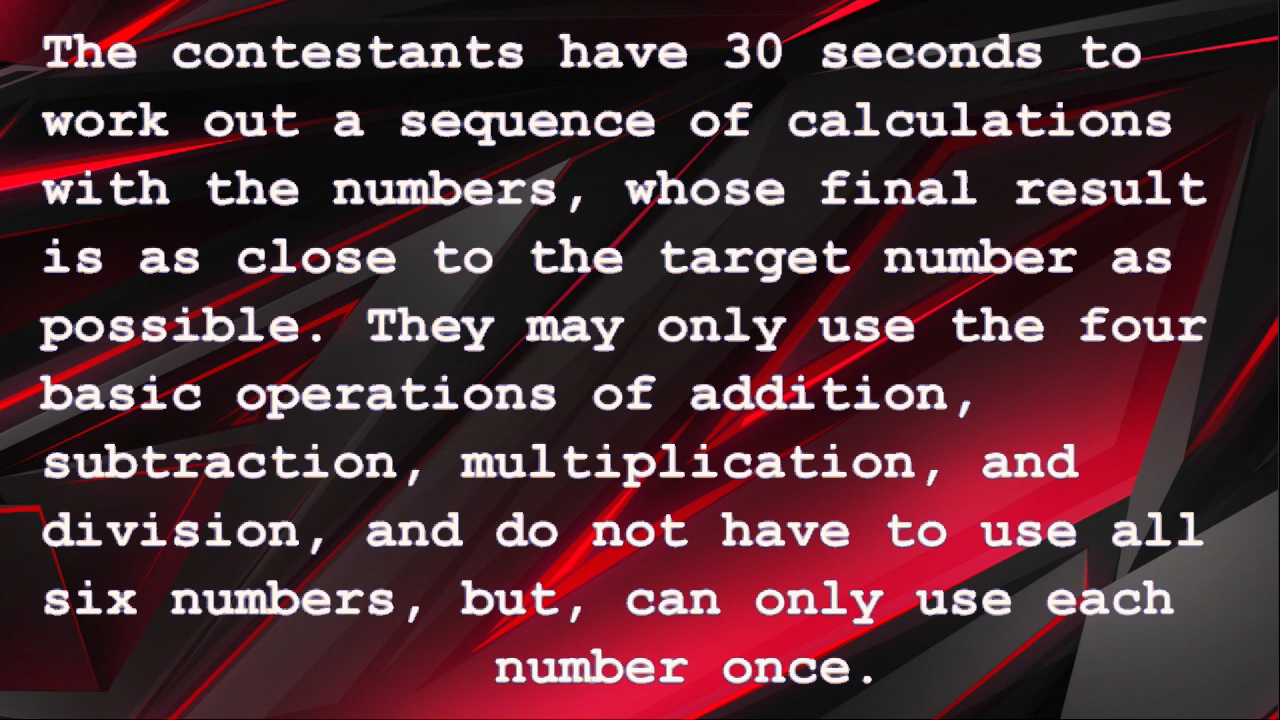 The contestants have 30 seconds to
work out a sequence of calculations
with the numbers, whose final result
is as close to the target number as
possible. They may only use the four
basic operations of addition,
subtraction, multiplication, and
division, and do not have to use all
six numbers, but, can only use each
number once.